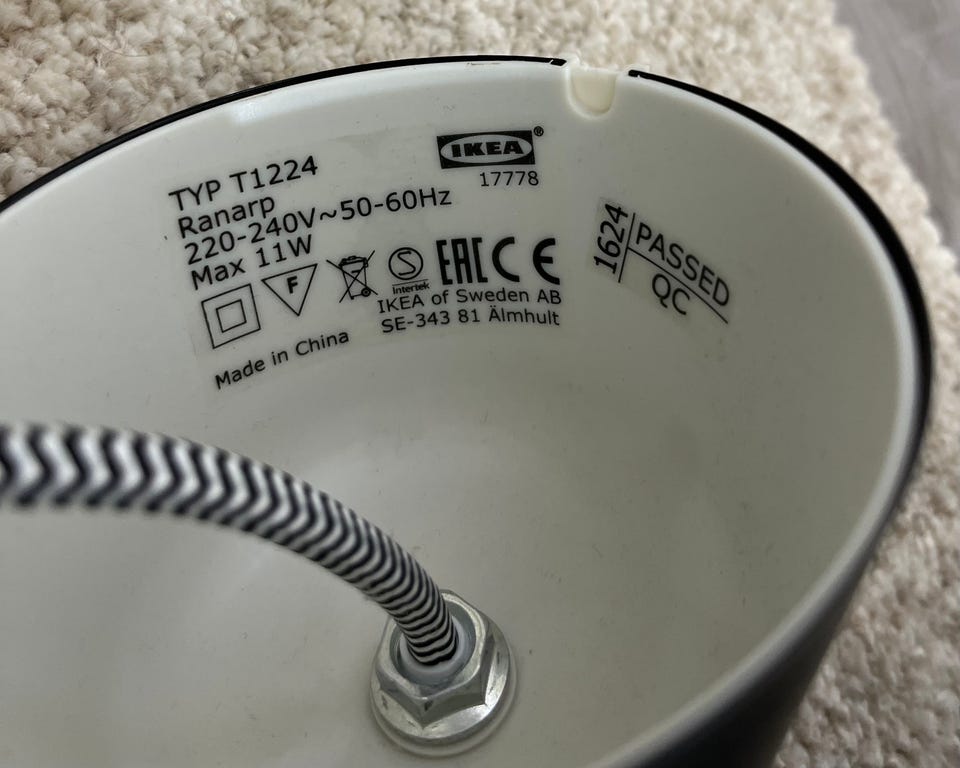 TYP T1224
Ranarp
220-240V~50-60Hz
Max 11W
F
S
Intertek
EAC CE
Made in China
IKEA®
17778
IKEA of Sweden AB
SE-343 81 Älmhult
1624
PASSED
QC